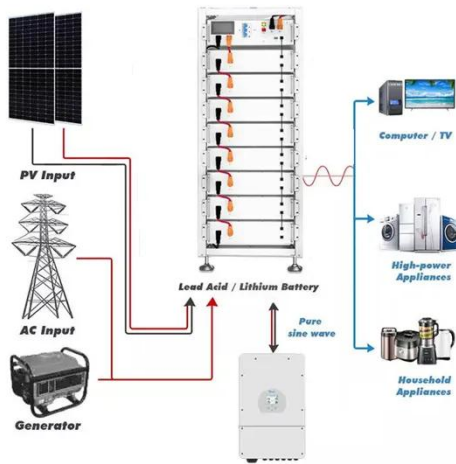 PV Input
AC Input
Generator
Lead Acid / Lithium Battery
Pure
sine wave
Computer / TV
High-power
Appliances
Household
Appliances